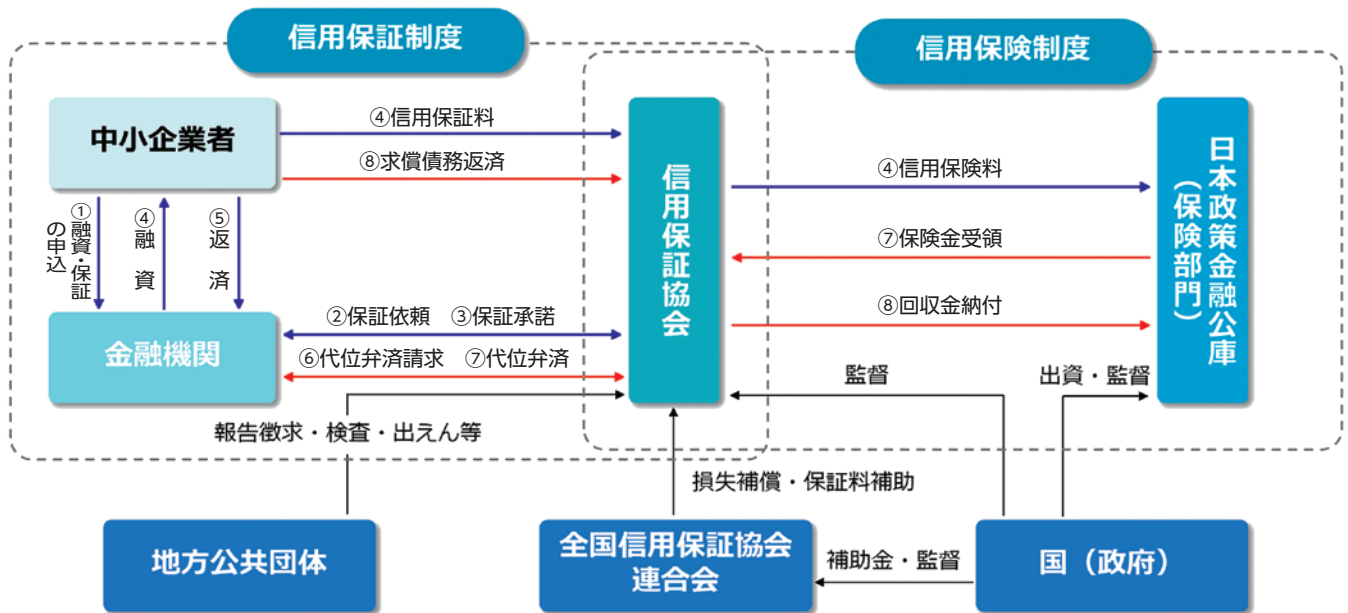 信用保証制度
信用保険制度
中小企業者
④信用保証料
⑧求償債務返済
信用保証協会
④信用保険料
⑦保険金受領
⑧回収金納付
日本政策金融公庫
（保険部門）
①融資・保証
の申込
④融資
⑤返済
②保証依頼　③保証承諾
金融機関
⑥代位弁済請求　⑦代位弁済
監督
出資・監督
報告徴求・検査・出えん等
損失補償・保証料補助
地方公共団体
全国信用保証協会
連合会
補助金・監督
国（政府）